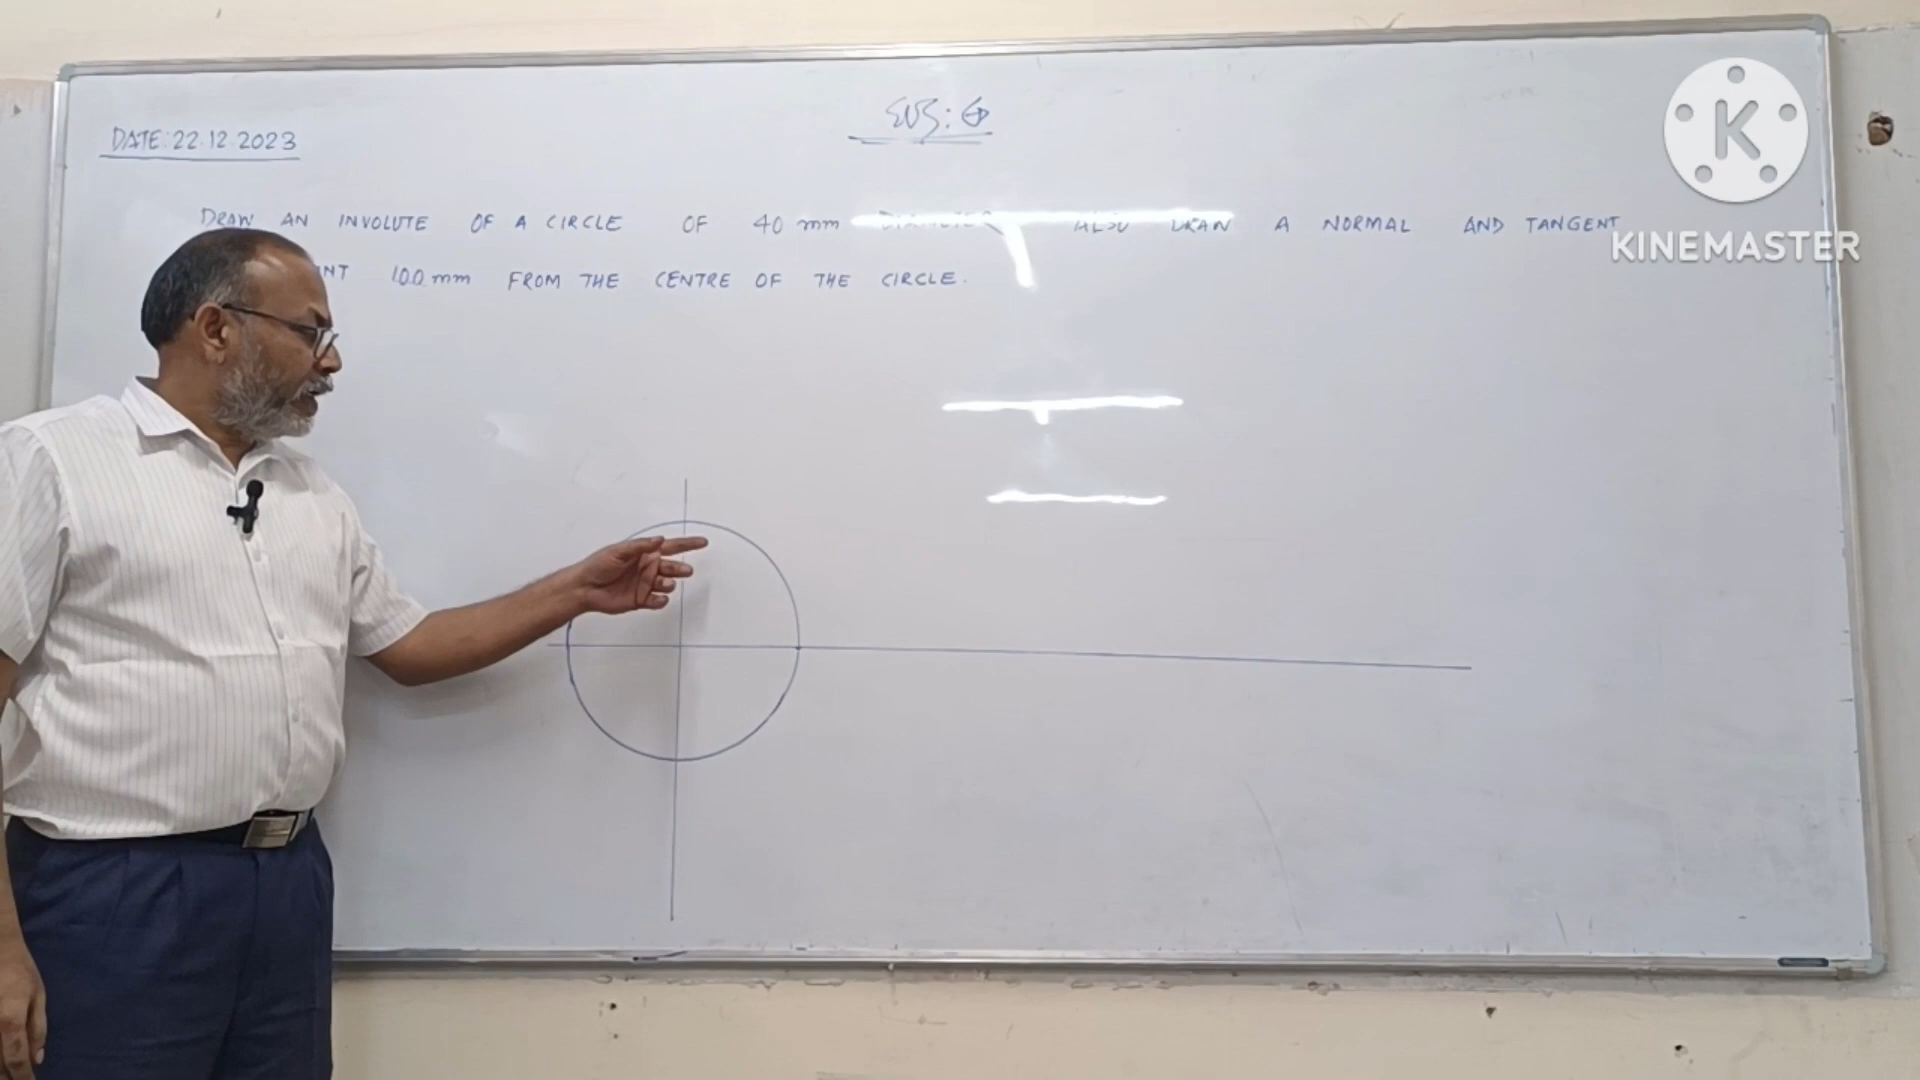 DATE: 22.12.2023
DRAW AN INVOLUTE OF A CIRCLE OF 40 mm DIAMETER ALSO DRAW A NORMAL AND TANGENT
100 mm FROM THE CENTRE OF THE CIRCLE.
K
KINEMASTER